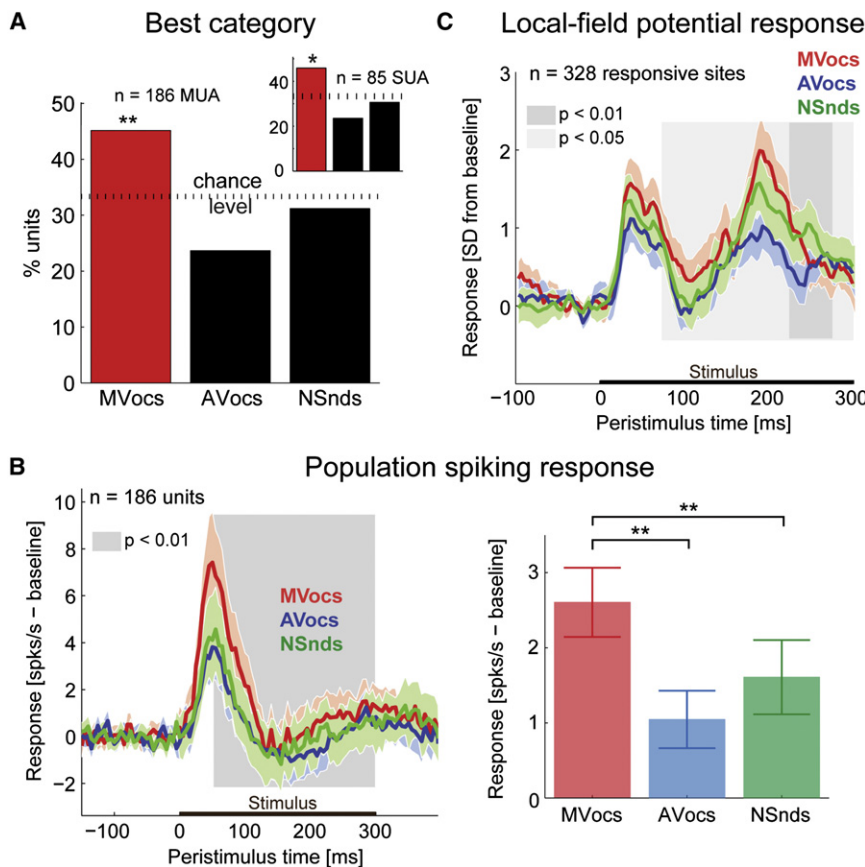 A
Best category
n = 186 MUA
% units
50
40
30
20
10
0
**
chance
level
MVocs
AVocs
NSnds
n = 85 SUA
40
20
0
*
C
Local-field potential response
n = 328 responsive sites
MVocs
AVocs
NSnds
p < 0.01
p < 0.05
Response [SD from baseline]
3
2
1
0
−1
Stimulus
−100
0
100
200
300
Peristimulus time [ms]
B
Population spiking response
n = 186 units
p < 0.01
MVocs
AVocs
NSnds
Response [spks/s − baseline]
10
8
6
4
2
0
−2
Stimulus
−100
0
100
200
300
Peristimulus time [ms]
**
**
Response [spks/s − baseline]
3
2
1
0
MVocs
AVocs
NSnds